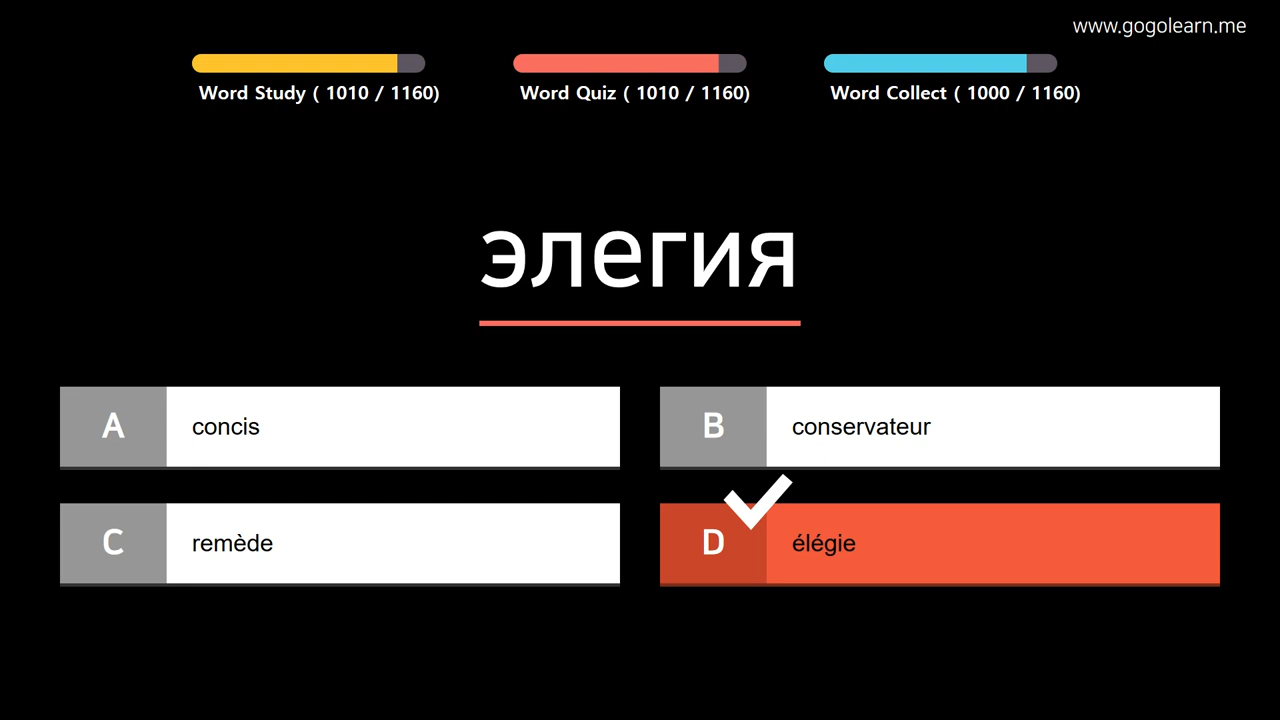 www.gogolearn.me
Word Study ( 1010 / 1160)
Word Quiz ( 1010 / 1160)
Word Collect ( 1000 / 1160)
элегия
A concis
B conservateur
C remède
D élégie